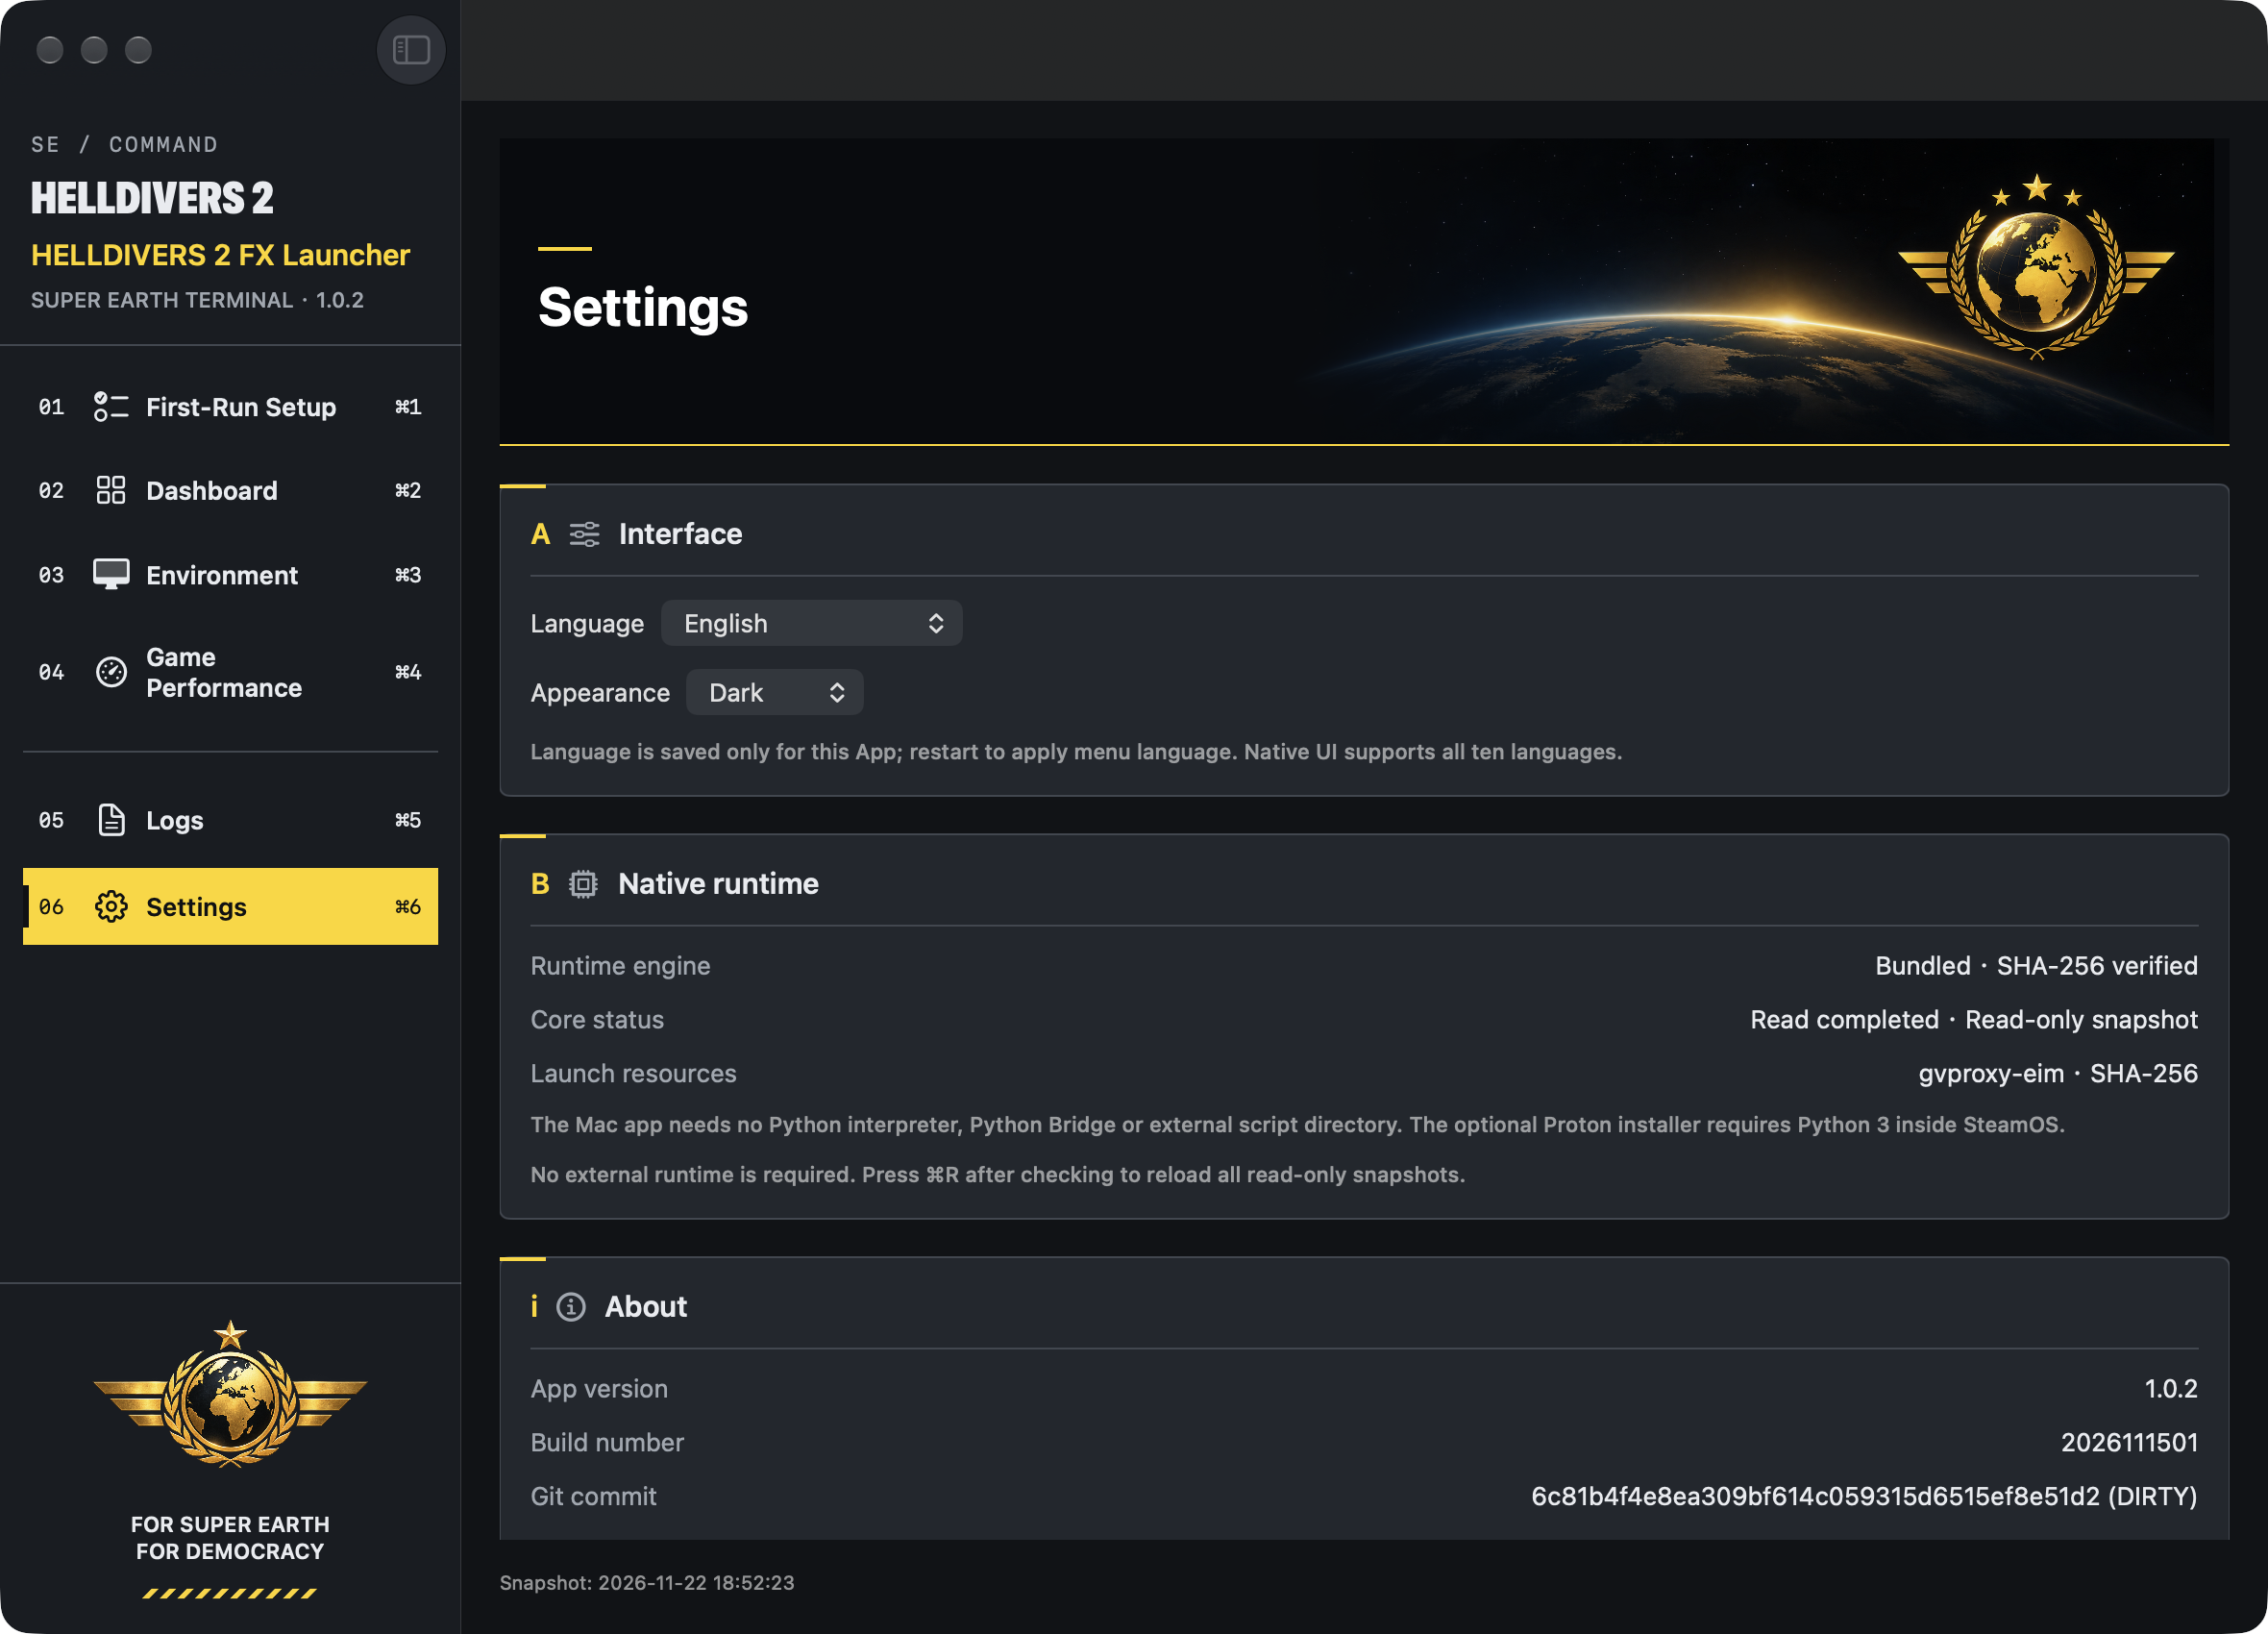 SE / COMMAND
HELLDIVERS 2
HELLDIVERS 2 FX Launcher
SUPER EARTH TERMINAL · 1.0.2
01 First-Run Setup ⌘1
02 Dashboard ⌘2
03 Environment ⌘3
04 Game Performance ⌘4
05 Logs ⌘5
06 Settings ⌘6
FOR SUPER EARTH
FOR DEMOCRACY
Settings
A Interface
Language English
Appearance Dark
Language is saved only for this App; restart to apply menu language. Native UI supports all ten languages.
B Native runtime
Runtime engine Bundled · SHA-256 verified
Core status Read completed · Read-only snapshot
Launch resources gvproxy-eim · SHA-256
The Mac app needs no Python interpreter, Python Bridge or external script directory. The optional Proton installer requires Python 3 inside SteamOS.
No external runtime is required. Press ⌘R after checking to reload all read-only snapshots.
i About
App version 1.0.2
Build number 2026111501
Git commit 6c81b4f4e8ea309bf614c059315d6515ef8e51d2 (DIRTY)
Snapshot: 2026-11-22 18:52:23